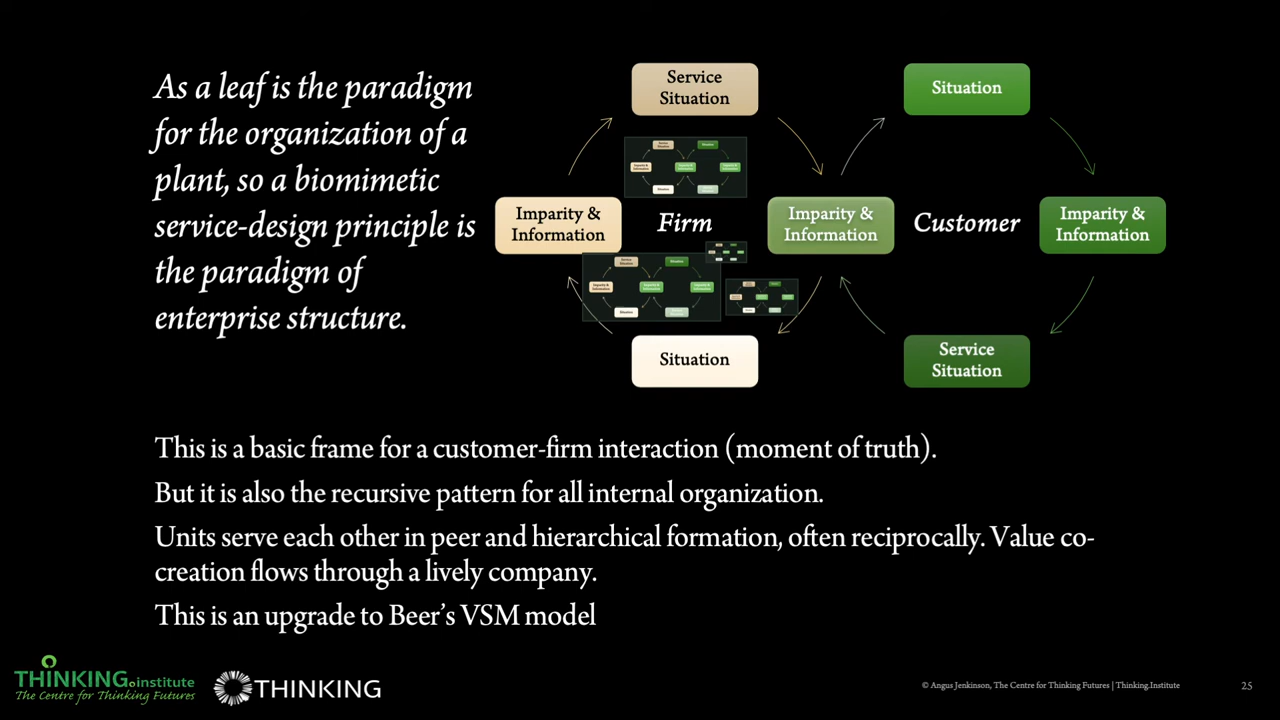 As a leaf is the paradigm
for the organization of a
plant, so a biomimetic
service-design principle is
the paradigm of
enterprise structure.
Service
Situation
Situation
Imparity &
Information
Firm
Imparity &
Information
Customer
Imparity &
Information
Situation
Service
Situation
This is a basic frame for a customer-firm interaction (moment of truth).
But it is also the recursive pattern for all internal organization.
Units serve each other in peer and hierarchical formation, often reciprocally. Value co-
creation flows through a lively company.
This is an upgrade to Beer's VSM model
THINKING.institute
The Centre for Thinking Futures
THINKING
© Angus Jenkinson, The Centre for Thinking Futures | Thinking.Institute
25